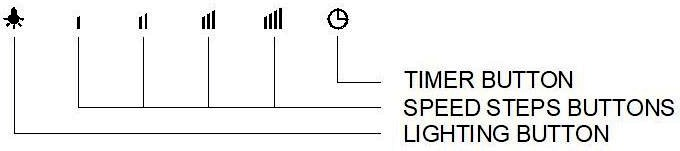 TIMER BUTTON
SPEED STEPS BUTTONS
LIGHTING BUTTON